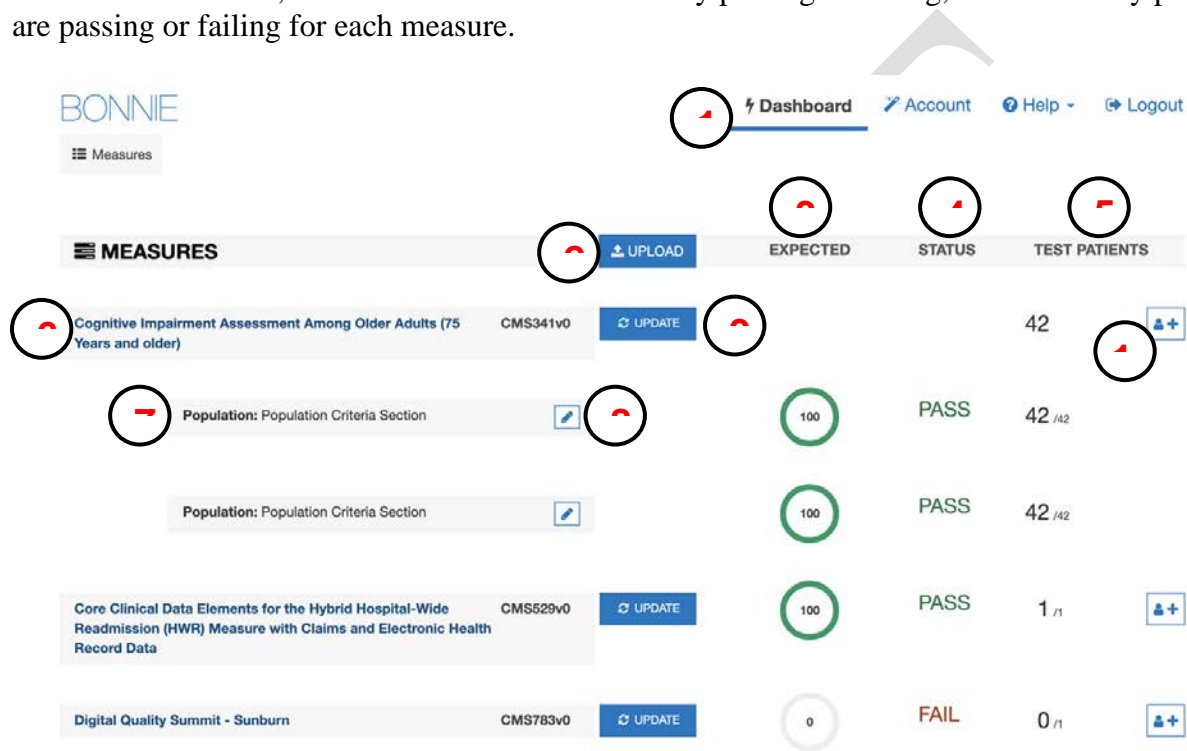 are passing or failing for each measure.
BONNIE
Dashboard Account Help Logout
Measures
MEASURES UPLOAD EXPECTED STATUS TEST PATIENTS
Cognitive Impairment Assessment Among Older Adults (75 CMS341v0 UPDATE 42
Years and older)
Population: Population Criteria Section 100 PASS 42 /42
Population: Population Criteria Section 100 PASS 42 /42
Core Clinical Data Elements for the Hybrid Hospital-Wide CMS529v0 UPDATE 100 PASS 1 /1
Readmission (HWR) Measure with Claims and Electronic Health
Record Data
Digital Quality Summit - Sunburn CMS783v0 UPDATE 0 FAIL 0 /1